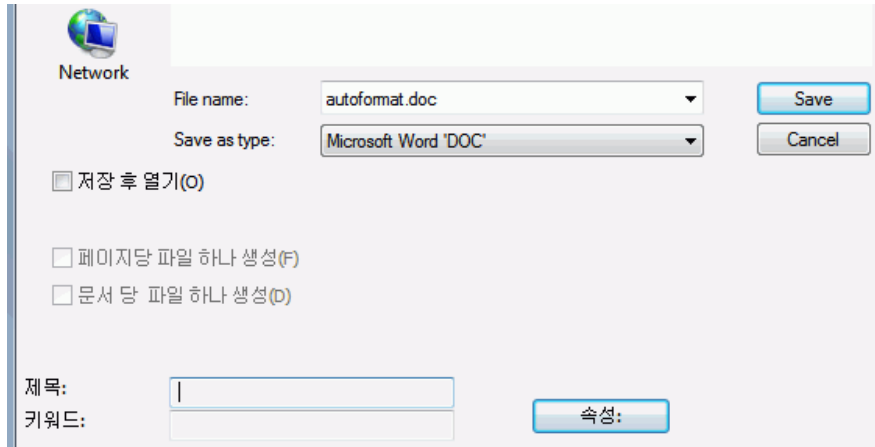 Network
File name: autoformat.doc Save
Save as type: Microsoft Word 'DOC' Cancel
저장 후 열기(O)
페이지당 파일 하나 생성(F)
문서 당 파일 하나 생성(D)
제목:
키워드: 속성: